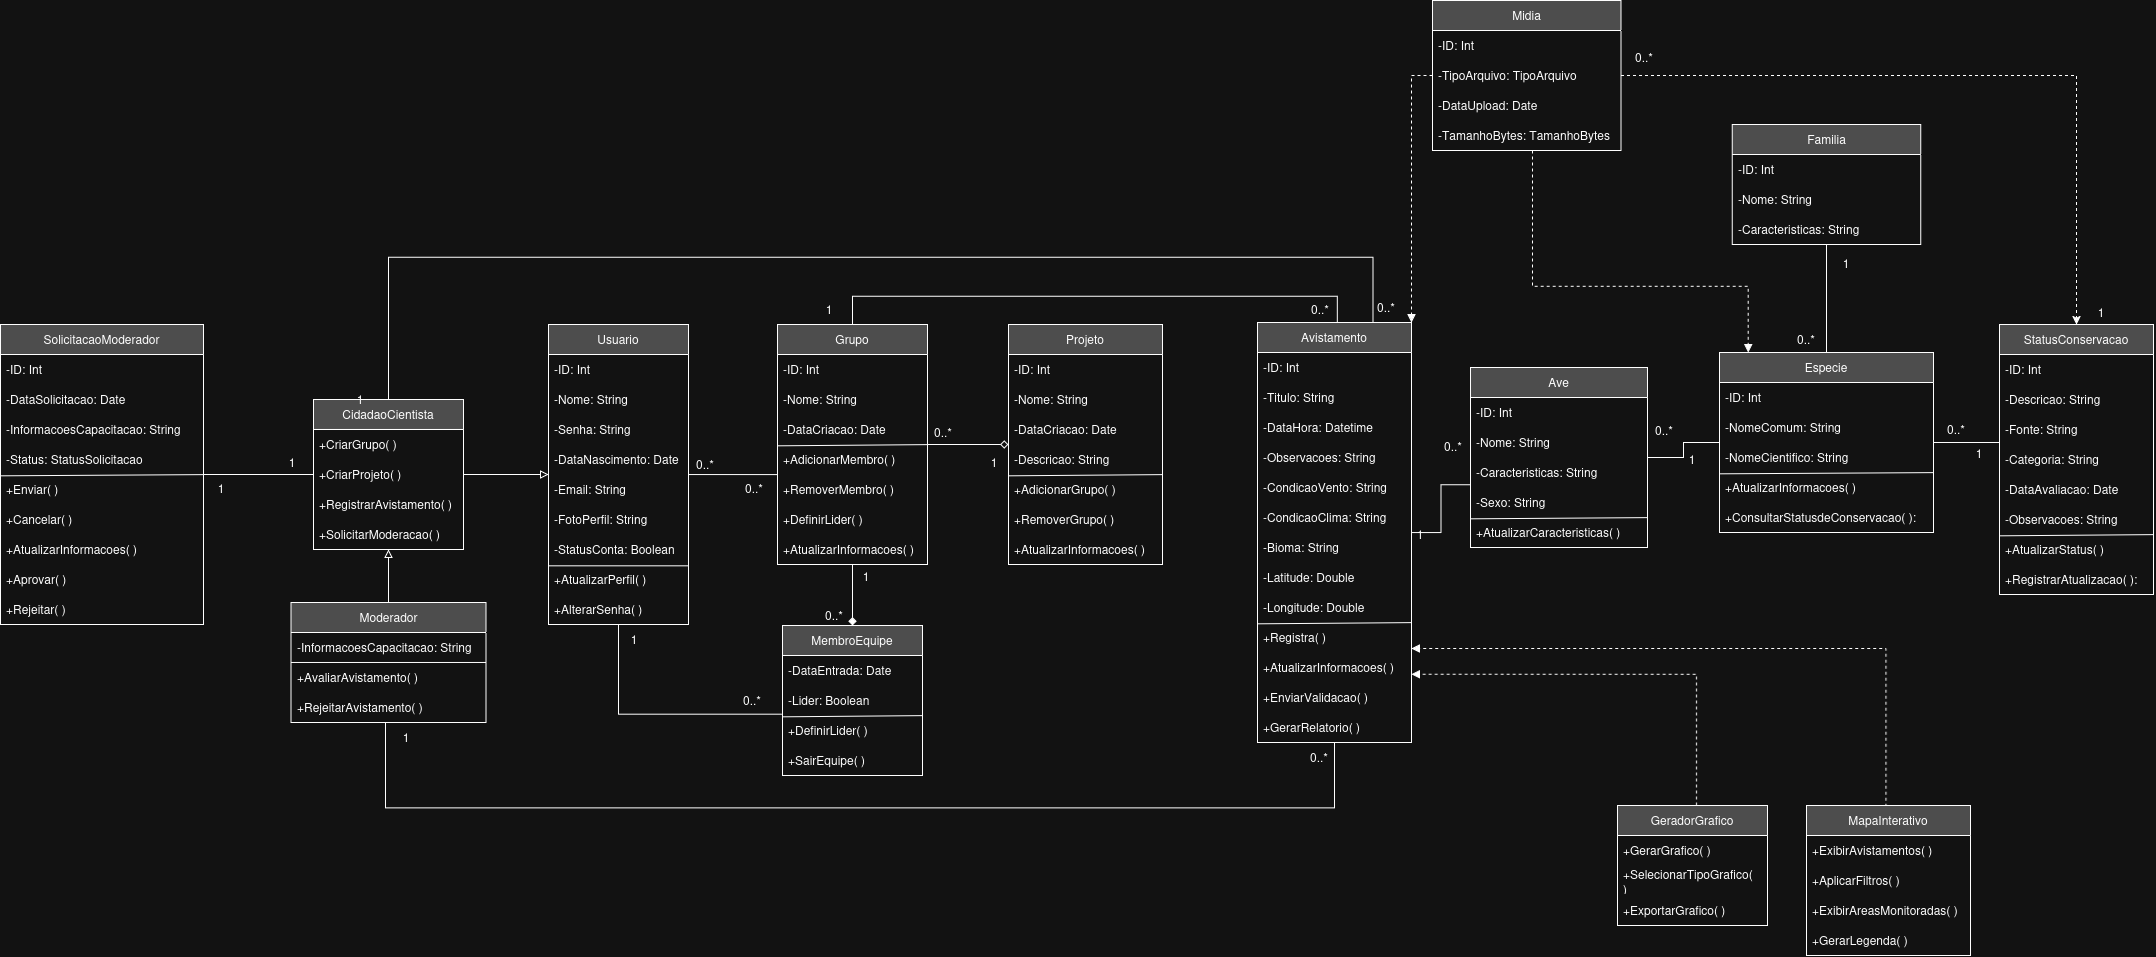 Midia
-ID: Int
-TipoArquivo: TipoArquivo
-DataUpload: Date
-TamanhoBytes: TamanhoBytes
0..*
Familia
-ID: Int
-Nome: String
-Caracteristicas: String
1
0..*
SolicitacaoModerador
-ID: Int
-DataSolicitacao: Date
-InformacoesCapacitacao: String
-Status: StatusSolicitacao
+Enviar( )
+Cancelar( )
+AtualizarInformacoes( )
+Aprovar( )
+Rejeitar( )
1
1
1
CidadaoCientista
+CriarGrupo( )
+CriarProjeto( )
+RegistrarAvistamento( )
+SolicitarModeracao( )
Moderador
-InformacoesCapacitacao: String
+AvaliarAvistamento( )
+RejeitarAvistamento( )
1
Usuario
-ID: Int
-Nome: String
-Senha: String
-DataNascimento: Date
-Email: String
-FotoPerfil: String
-StatusConta: Boolean
+AtualizarPerfil( )
+AlterarSenha( )
0..*
0..*
1
0..*
1
Grupo
-ID: Int
-Nome: String
-DataCriacao: Date
+AdicionarMembro( )
+RemoverMembro( )
+DefinirLider( )
+AtualizarInformacoes( )
1
0..*
MembroEquipe
-DataEntrada: Date
-Lider: Boolean
+DefinirLider( )
+SairEquipe( )
0..*
1
Projeto
-ID: Int
-Nome: String
-DataCriacao: Date
-Descricao: String
+AdicionarGrupo( )
+RemoverGrupo( )
+AtualizarInformacoes( )
0..*
0..*
Avistamento
-ID: Int
-Titulo: String
-DataHora: Datetime
-Observacoes: String
-CondicaoVento: String
-CondicaoClima: String
-Bioma: String
-Latitude: Double
-Longitude: Double
+Registra( )
+AtualizarInformacoes( )
+EnviarValidacao( )
+GerarRelatorio( )
0..*
0..*
1
Ave
-ID: Int
-Nome: String
-Caracteristicas: String
-Sexo: String
+AtualizarCaracteristicas( )
0..*
1
Especie
-ID: Int
-NomeComum: String
-NomeCientifico: String
+AtualizarInformacoes( )
+ConsultarStatusdeConservacao( ):
0..*
1
1
StatusConservacao
-ID: Int
-Descricao: String
-Fonte: String
-Categoria: String
-DataAvaliacao: Date
-Observacoes: String
+AtualizarStatus( )
+RegistrarAtualizacao( ):
GeradorGrafico
+GerarGrafico( )
+SelecionarTipoGrafico(
)
+ExportarGrafico( )
MapaInterativo
+ExibirAvistamentos( )
+AplicarFiltros( )
+ExibirAreasMonitoradas( )
+GerarLegenda( )